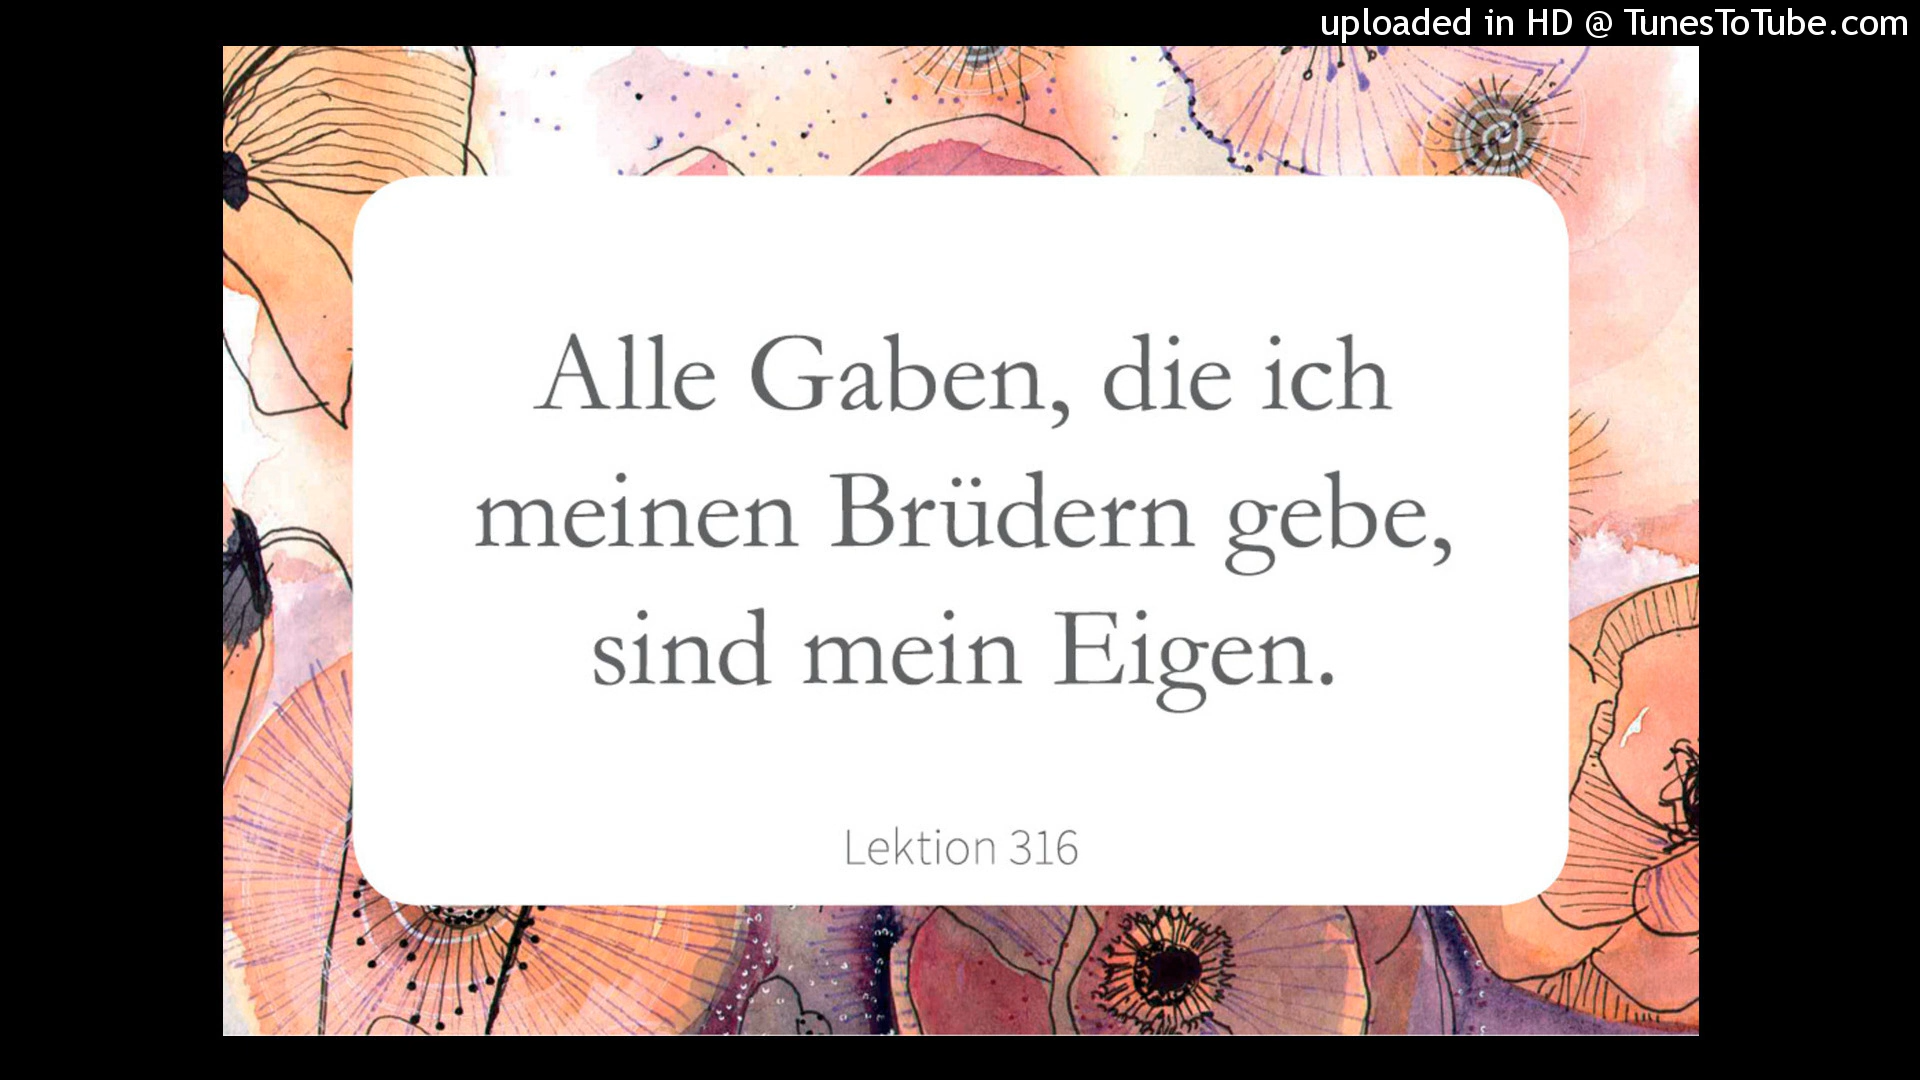 uploaded in HD @ TunesToTube.com
Alle Gaben, die ich
meinen Brüdern gebe,
sind mein Eigen.
Lektion 316